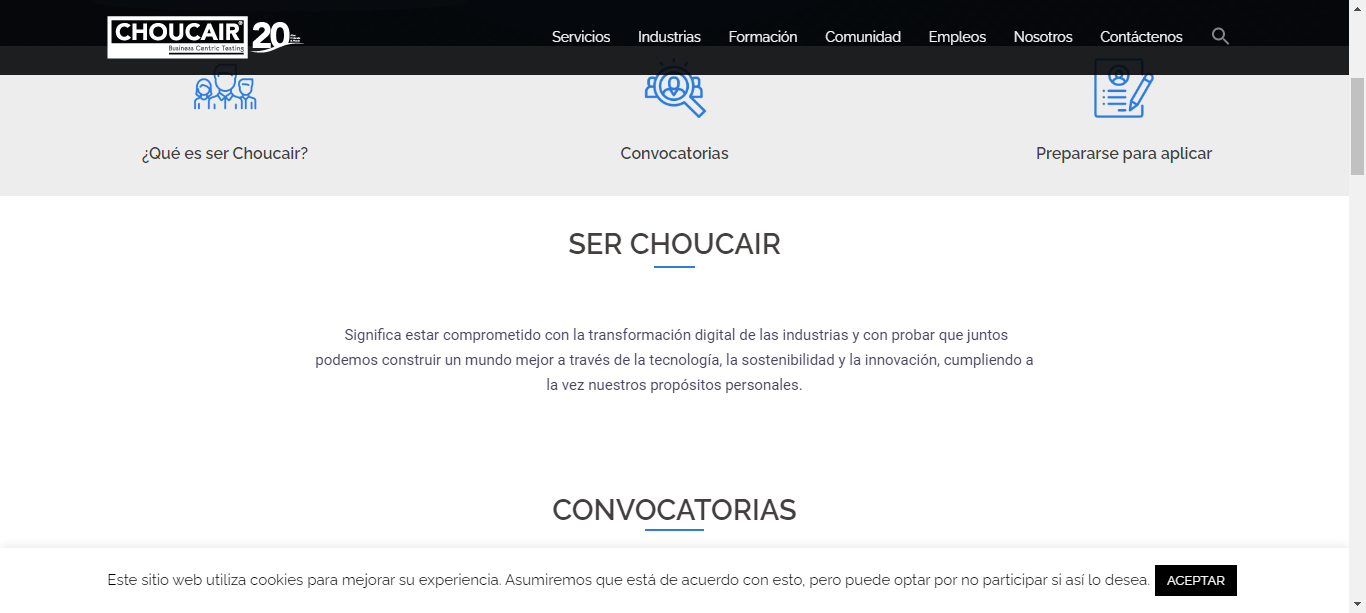 CHOUCAIR®
Business Centric Testing
20
Servicios Industrias Formación Comunidad Empleos Nosotros Contáctenos
¿Qué es ser Choucair? Convocatorias Prepararse para aplicar
SER CHOUCAIR
Significa estar comprometido con la transformación digital de las industrias y con probar que juntos
podemos construir un mundo mejor a través de la tecnología, la sostenibilidad y la innovación, cumpliendo a
la vez nuestros propósitos personales.
CONVOCATORIAS
Este sitio web utiliza cookies para mejorar su experiencia. Asumiremos que está de acuerdo con esto, pero puede optar por no participar si así lo desea. ACEPTAR